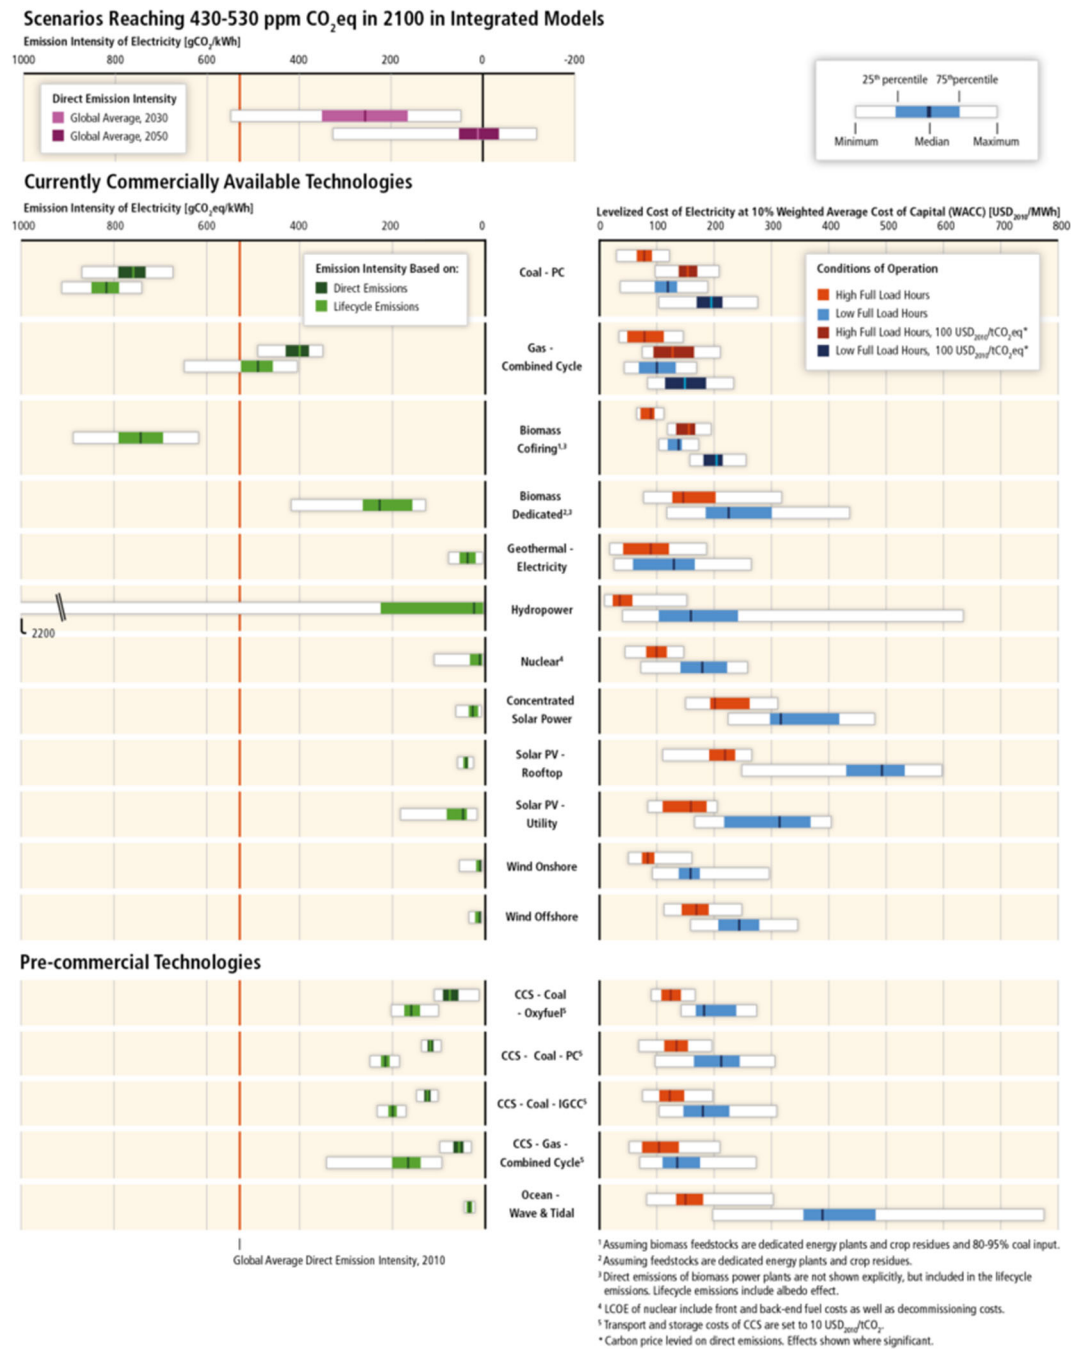 Scenarios Reaching 430-530 ppm CO2eq in 2100 in Integrated Models
Emission Intensity of Electricity [gCO2/kWh]
1000 800 600 400 200 0 -200
Direct Emission Intensity
Global Average, 2030
Global Average, 2050
25th percentile 75thpercentile
Minimum Median Maximum
Currently Commercially Available Technologies
Emission Intensity of Electricity [gCO2eq/kWh]
1000 800 600 400 200 0
Levelized Cost of Electricity at 10% Weighted Average Cost of Capital (WACC) [USD2010/MWh]
0 100 200 300 400 500 600 700 800
Emission Intensity Based on:
Direct Emissions
Lifecycle Emissions
Conditions of Operation
High Full Load Hours
Low Full Load Hours
High Full Load Hours, 100 USD2010/tCO2eq*
Low Full Load Hours, 100 USD2010/tCO2eq*
Coal - PC
Gas -
Combined Cycle
Biomass
Cofiring1,3
Biomass
Dedicated2,3
Geothermal -
Electricity
Hydropower
2200
Nuclear4
Concentrated
Solar Power
Solar PV -
Rooftop
Solar PV -
Utility
Wind Onshore
Wind Offshore
Pre-commercial Technologies
CCS - Coal
- Oxyfuel5
CCS - Coal - PC5
CCS - Coal - IGCC5
CCS - Gas -
Combined Cycle5
Ocean -
Wave & Tidal
Global Average Direct Emission Intensity, 2010
1 Assuming biomass feedstocks are dedicated energy plants and crop residues and 80-95% coal input.
2 Assuming feedstocks are dedicated energy plants and crop residues.
3 Direct emissions of biomass power plants are not shown explicitly, but included in the lifecycle
emissions. Lifecycle emissions include albedo effect.
4 LCOE of nuclear include front and back-end fuel costs as well as decommissioning costs.
5 Transport and storage costs of CCS are set to 10 USD2010/tCO2.
* Carbon price levied on direct emissions. Effects shown where significant.